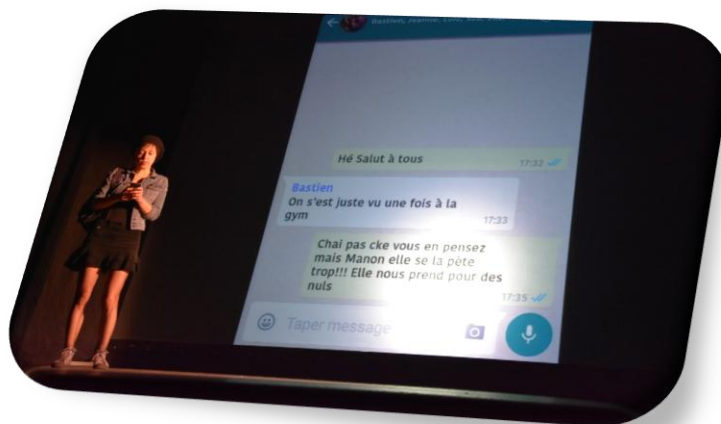 Bastien, Jeanne,
Hé Salut à tous
17:32
Bastien
On s'est juste vu une fois à la
gym
17:33
Chai pas cke vous en pensez
mais Manon elle se la pète
trop!!! Elle nous prend pour des
nuls
17:35
Taper message